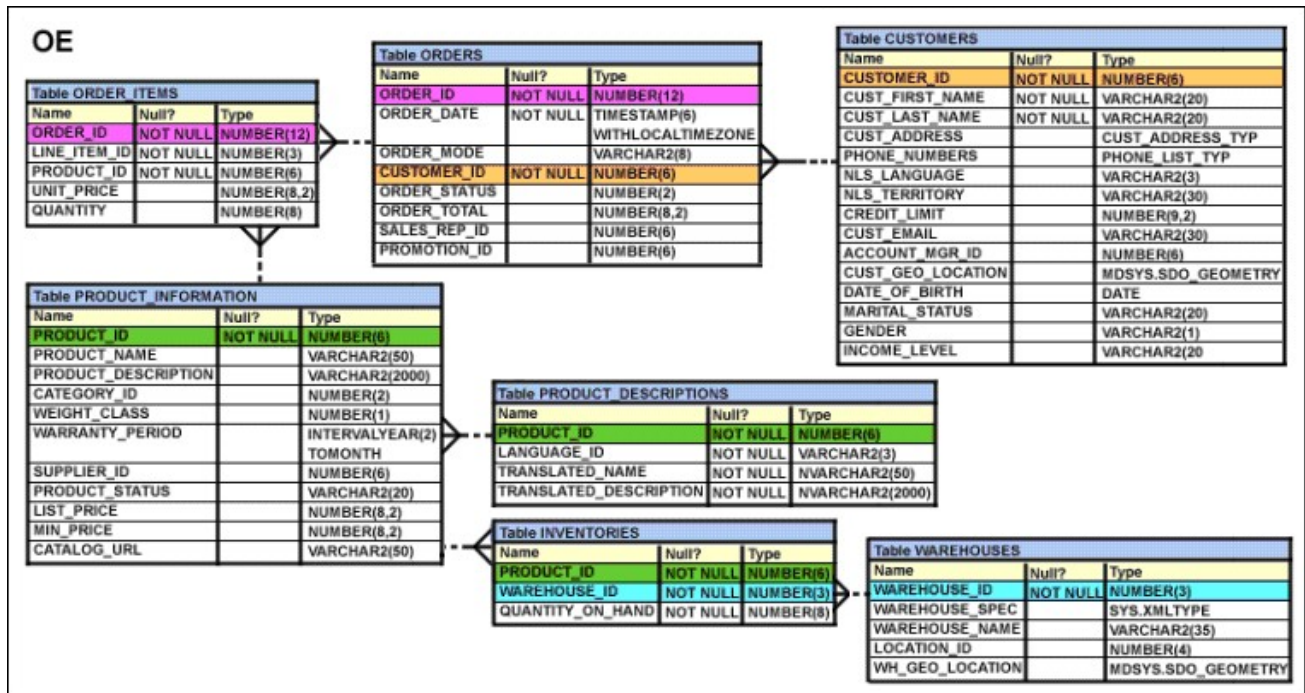 OE
Table ORDER_ITEMS
Name Null? Type
ORDER_ID NOT NULL NUMBER(12)
LINE_ITEM_ID NOT NULL NUMBER(3)
PRODUCT_ID NOT NULL NUMBER(6)
UNIT_PRICE NUMBER(8,2)
QUANTITY NUMBER(8)
Table ORDERS
Name Null? Type
ORDER_ID NOT NULL NUMBER(12)
ORDER_DATE NOT NULL TIMESTAMP(6)
WITHLOCALTIMEZONE
ORDER_MODE VARCHAR2(8)
CUSTOMER_ID NOT NULL NUMBER(6)
ORDER_STATUS NUMBER(2)
ORDER_TOTAL NUMBER(8,2)
SALES_REP_ID NUMBER(6)
PROMOTION_ID NUMBER(6)
Table CUSTOMERS
Name Null? Type
CUSTOMER_ID NOT NULL NUMBER(6)
CUST_FIRST_NAME NOT NULL VARCHAR2(20)
CUST_LAST_NAME NOT NULL VARCHAR2(20)
CUST_ADDRESS CUST_ADDRESS_TYP
PHONE_NUMBERS PHONE_LIST_TYP
NLS_LANGUAGE VARCHAR2(3)
NLS_TERRITORY VARCHAR2(30)
CREDIT_LIMIT NUMBER(9,2)
CUST_EMAIL VARCHAR2(30)
ACCOUNT_MGR_ID NUMBER(6)
CUST_GEO_LOCATION MDSYS.SDO_GEOMETRY
DATE_OF_BIRTH DATE
MARITAL_STATUS VARCHAR2(20)
GENDER VARCHAR2(1)
INCOME_LEVEL VARCHAR2(20
Table PRODUCT_INFORMATION
Name Null? Type
PRODUCT_ID NOT NULL NUMBER(6)
PRODUCT_NAME VARCHAR2(50)
PRODUCT_DESCRIPTION VARCHAR2(2000)
CATEGORY_ID NUMBER(2)
WEIGHT_CLASS NUMBER(1)
WARRANTY_PERIOD INTERVALYEAR(2)
TOMONTH
SUPPLIER_ID NUMBER(6)
PRODUCT_STATUS VARCHAR2(20)
LIST_PRICE NUMBER(8,2)
MIN_PRICE NUMBER(8,2)
CATALOG_URL VARCHAR2(50)
Table PRODUCT_DESCRIPTIONS
Name Null? Type
PRODUCT_ID NOT NULL NUMBER(6)
LANGUAGE_ID NOT NULL VARCHAR2(3)
TRANSLATED_NAME NOT NULL NVARCHAR2(50)
TRANSLATED_DESCRIPTION NOT NULL NVARCHAR2(2000)
Table INVENTORIES
Name Null? Type
PRODUCT_ID NOT NULL NUMBER(6)
WAREHOUSE_ID NOT NULL NUMBER(3)
QUANTITY_ON_HAND NOT NULL NUMBER(8)
Table WAREHOUSES
Name Null? Type
WAREHOUSE_ID NOT NULL NUMBER(3)
WAREHOUSE_SPEC SYS.XMLTYPE
WAREHOUSE_NAME VARCHAR2(35)
LOCATION_ID NUMBER(4)
WH_GEO_LOCATION MDSYS.SDO_GEOMETRY